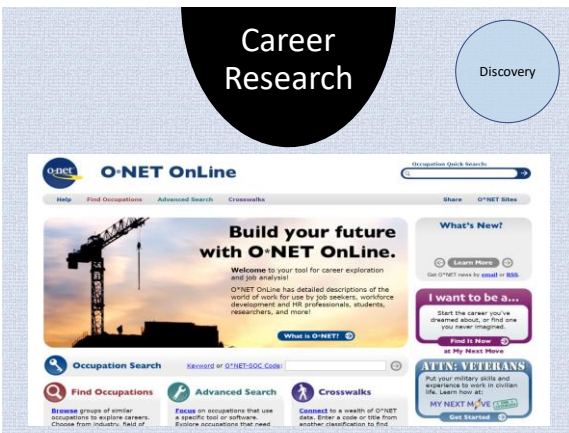 Career
Research
Discovery
o·net
O·NET OnLine
Occupation Quick Search:
Help Find Occupations Advanced Search Crosswalks Share O*NET Sites
Build your future
with O*NET OnLine.
Welcome to your tool for career exploration
and job analysis!
O*NET OnLine has detailed descriptions of the
world of work for use by job seekers, workforce
development and HR professionals, students,
researchers, and more!
What is O*NET?
What's New?
Learn More
Get O*NET news by email or RSS.
I want to be a...
Start the career you've
dreamed about, or find one
you never imagined.
Find It Now
at My Next Move
Occupation Search Keyword or O*NET-SOC Code:
ATTN: VETERANS
Put your military skills and
experience to work in civilian
life. Learn how at:
MY NEXT MOVE
Get Started
Find Occupations
Browse groups of similar
occupations to explore careers.
Choose from industry, field of
Advanced Search
Focus on occupations that use
a specific tool or software.
Explore occupations that need
Crosswalks
Connect to a wealth of O*NET
data. Enter a code or title from
another classification to find